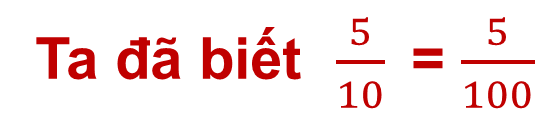 Ta đã biết 5/10 = 5/100